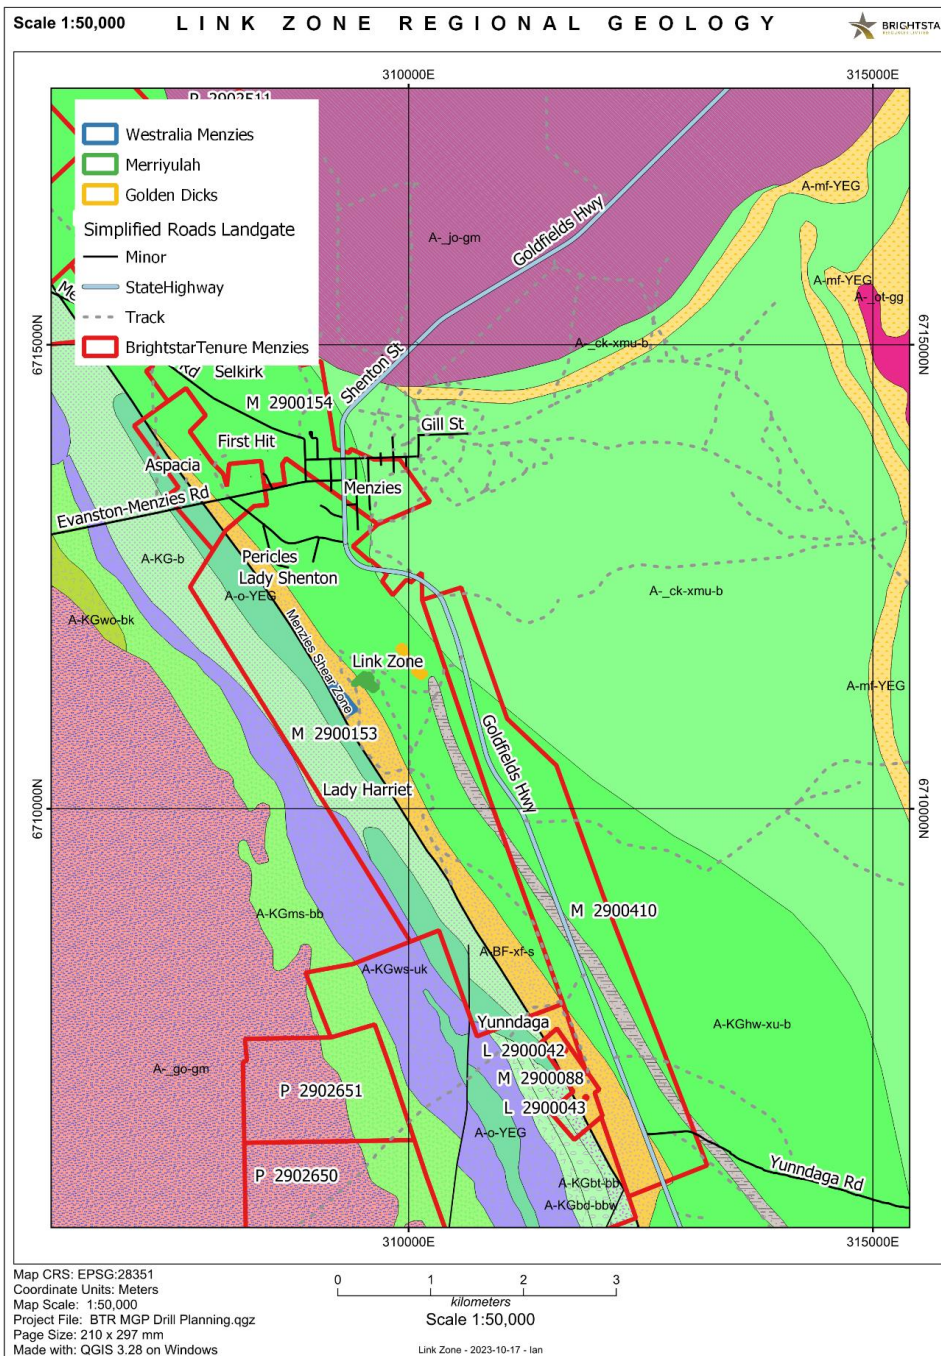 Scale 1:50,000
LINK ZONE REGIONAL GEOLOGY
BRIGHTSTA
310000E
315000E
P 2902511
Westralia Menzies
Merriyulah
Golden Dicks
Simplified Roads Landgate
Minor
StateHighway
Track
BrightstarTenure Menzies
A-mf-YEG
A-_jo-gm
Goldfields Hwy
A-mf-YEG
A-_ot-gg
6715000N
6715000N
A-_ck-xmu-b
Me
Rd
Selkirk
Shenton St
M 2900154
Gill St
First Hit
Aspacia
Menzies
Evanston-Menzies Rd
A-KG-b
Pericles
Lady Shenton
A-o-YEG
A-_ck-xmu-b
A-KGwo-bk
Menzies Shear Zone
Link Zone
A-mf-YEG
M 2900153
Goldfields Hwy
Lady Harriet
6710000N
6710000N
A-KGms-bb
M 2900410
A-BF-xf-s
A-KGws-uk
Yunndaga
A-KGhw-xu-b
L 2900042
A-_go-gm
M 2900088
P 2902651
L 2900043
A-o-YEG
P 2902650
Yunndaga Rd
A-KGbt-bb
A-KGbd-bbw
310000E
315000E
Map CRS: EPSG:28351
Coordinate Units: Meters
Map Scale: 1:50,000
Project File: BTR MGP Drill Planning.qgz
Page Size: 210 x 297 mm
Made with: QGIS 3.28 on Windows
0 1 2 3
kilometers
Scale 1:50,000
Link Zone - 2023-10-17 - Ian